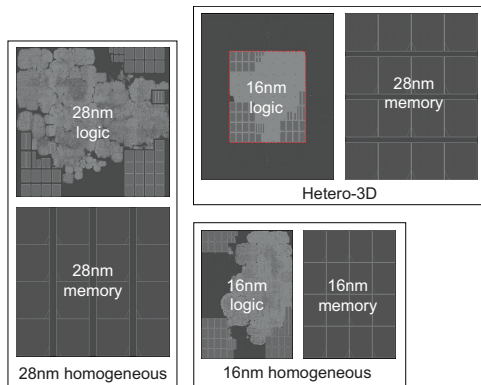 28nm
logic
28nm
memory
28nm homogeneous
16nm
logic
28nm
memory
Hetero-3D
16nm
logic
16nm
memory
16nm homogeneous